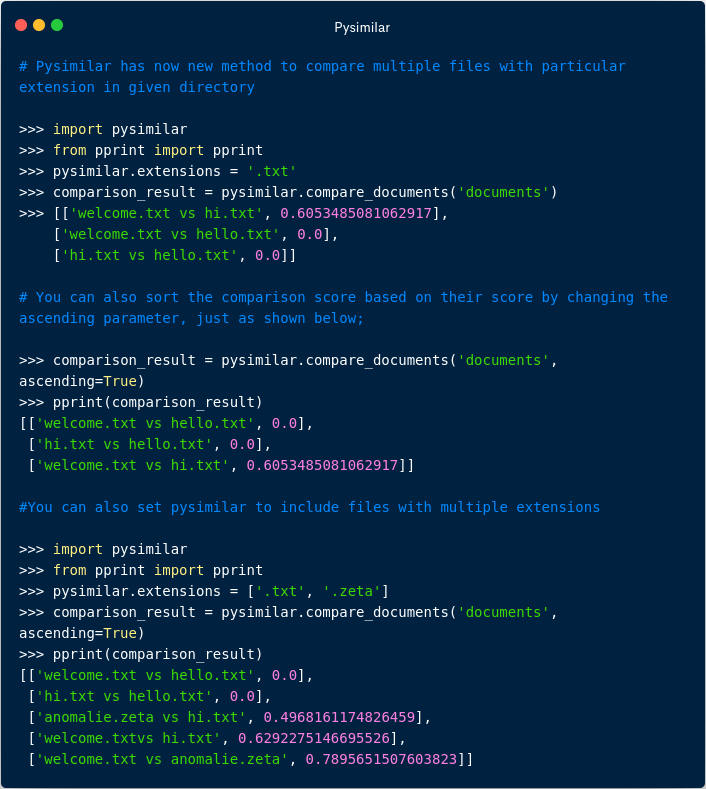 Pysimilar
# Pysimilar has now new method to compare multiple files with particular
extension in given directory
>>> import pysimilar
>>> from pprint import pprint
>>> pysimilar.extensions = '.txt'
>>> comparison_result = pysimilar.compare_documents('documents')
>>> [['welcome.txt vs hi.txt', 0.6053485081062917],
    ['welcome.txt vs hello.txt', 0.0],
    ['hi.txt vs hello.txt', 0.0]]
# You can also sort the comparison score based on their score by changing the
ascending parameter, just as shown below;
>>> comparison_result = pysimilar.compare_documents('documents',
ascending=True)
>>> pprint(comparison_result)
[['welcome.txt vs hello.txt', 0.0],
 ['hi.txt vs hello.txt', 0.0],
 ['welcome.txt vs hi.txt', 0.6053485081062917]]
#You can also set pysimilar to include files with multiple extensions
>>> import pysimilar
>>> from pprint import pprint
>>> pysimilar.extensions = ['.txt', '.zeta']
>>> comparison_result = pysimilar.compare_documents('documents',
ascending=True)
>>> pprint(comparison_result)
[['welcome.txt vs hello.txt', 0.0],
 ['hi.txt vs hello.txt', 0.0],
 ['anomalie.zeta vs hi.txt', 0.4968161174826459],
 ['welcome.txtvs hi.txt', 0.6292275146695526],
 ['welcome.txt vs anomalie.zeta', 0.7895651507603823]]